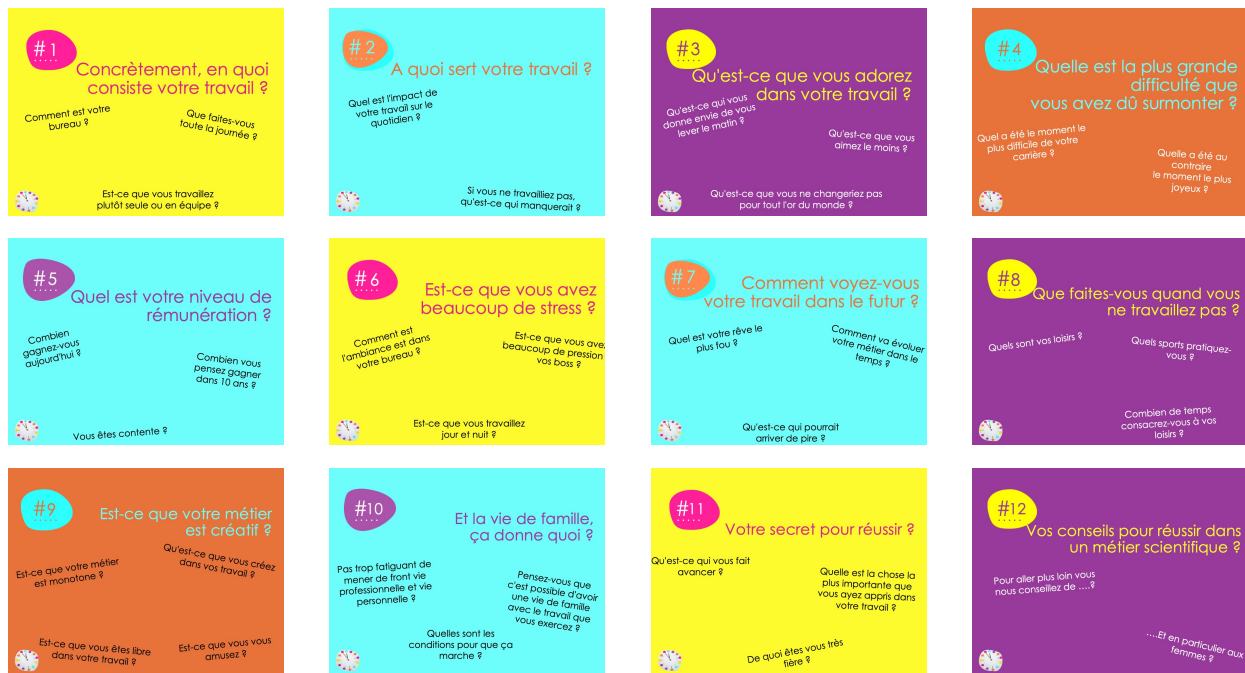 #1
Concrètement, en quoi
consiste votre travail ?
Comment est votre
bureau ?
Que faites-vous
toute la journée ?
Est-ce que vous travaillez
plutôt seule ou en équipe ?
#2
A quoi sert votre travail ?
Quel est l'impact de
votre travail sur le
quotidien ?
Si vous ne travailliez pas,
qu'est-ce qui manquerait ?
#3
Qu'est-ce que vous adorez
dans votre travail ?
Qu'est-ce qui vous
donne envie de vous
lever le matin ?
Qu'est-ce que vous
aimez le moins ?
Qu'est-ce que vous ne changeriez pas
pour tout l'or du monde ?
#4
Quelle est la plus grande
difficulté que
vous avez dû surmonter ?
Quel a été le moment le
plus difficile de votre
carrière ?
Quelle a été au
contraire
le moment le plus
joyeux ?
#5
Quel est votre niveau de
rémunération ?
Combien
gagnez-vous
aujourd'hui ?
Combien vous
pensez gagner
dans 10 ans ?
Vous êtes contente ?
#6
Est-ce que vous avez
beaucoup de stress ?
Comment est
l'ambiance est dans
votre bureau ?
Est-ce que vous ave
beaucoup de pression
vos boss ?
Est-ce que vous travaillez
jour et nuit ?
#7
Comment voyez-vous
votre travail dans le futur ?
Quel est votre rêve le
plus fou ?
Comment va évoluer
votre métier dans le
temps ?
Qu'est-ce qui pourrait
arriver de pire ?
#8
Que faites-vous quand vous
ne travaillez pas ?
Quels sont vos loisirs ?
Quels sports pratiquez-
vous ?
Combien de temps
consacrez-vous à vos
loisirs ?
#9
Est-ce que votre métier
est créatif ?
Est-ce que votre métier
est monotone ?
Qu'est-ce que vous créez
dans vos travail ?
Est-ce que vous êtes libre
dans votre travail ?
Est-ce que vous vous
amusez ?
#10
Et la vie de famille,
ça donne quoi ?
Pas trop fatiguant de
mener de front vie
professionnelle et vie
personnelle ?
Pensez-vous que
c'est possible d'avoir
une vie de famille
avec le travail que
vous exercez ?
Quelles sont les
conditions pour que ça
marche ?
#11
Votre secret pour réussir ?
Qu'est-ce qui vous fait
avancer ?
Quelle est la chose la
plus importante que
vous ayez appris dans
votre travail ?
De quoi êtes vous très
fière ?
#12
Vos conseils pour réussir dans
un métier scientifique ?
Pour aller plus loin vous
nous conseillez de ....?
....Et en particulier aux
femmes ?